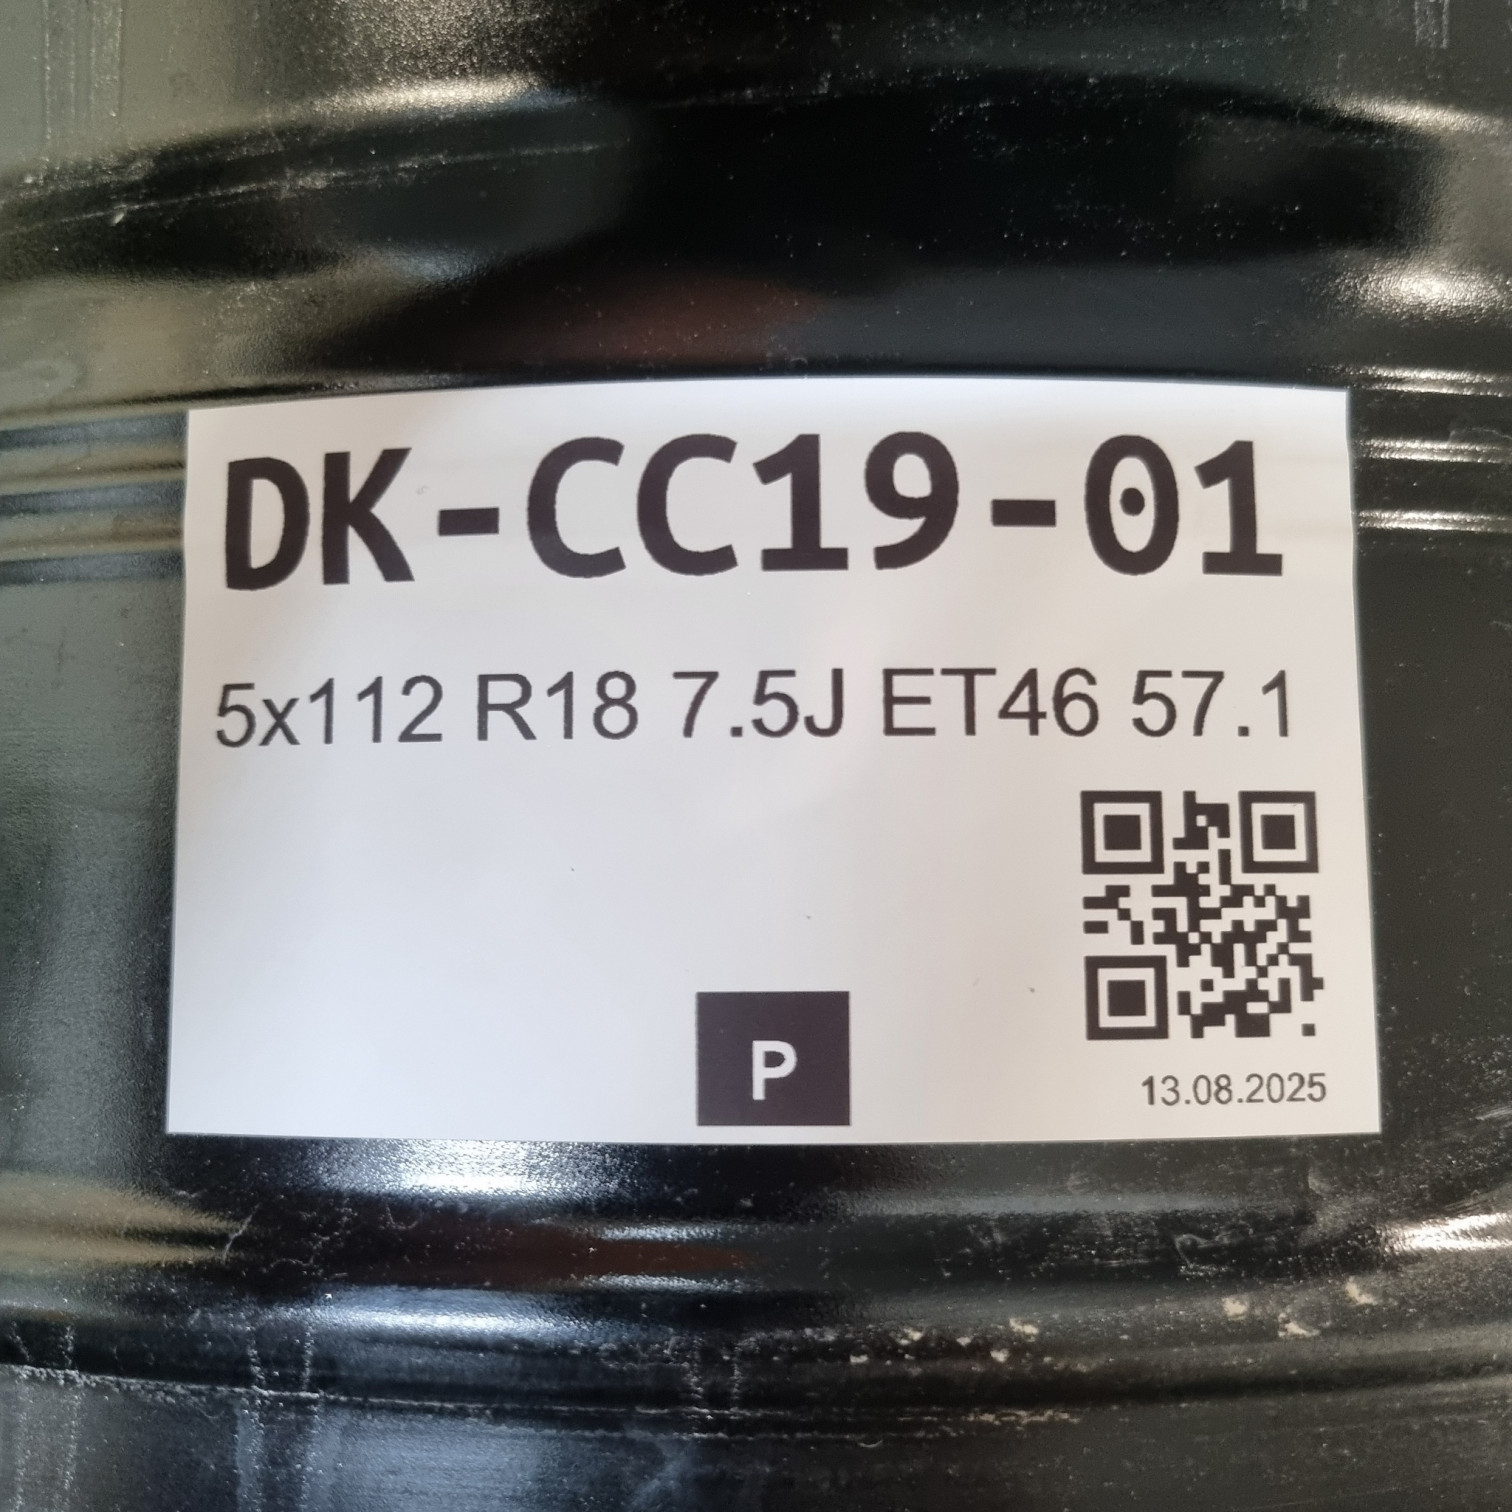 DK-CC19-01
5x112 R18 7.5J ET46 57.1
P
13.08.2025